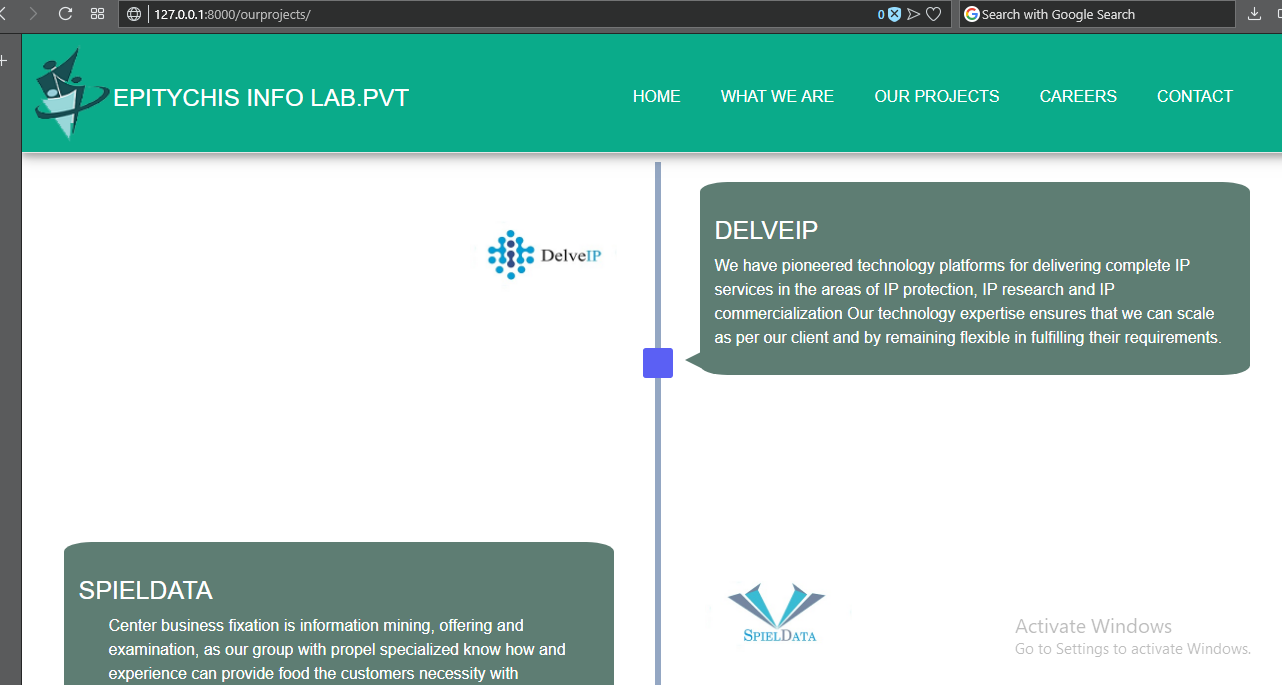 127.0.0.1:8000/ourprojects/
0
Search with Google Search
EPITYCHIS INFO LAB.PVT
HOME
WHAT WE ARE
OUR PROJECTS
CAREERS
CONTACT
DelveIP
DELVEIP
We have pioneered technology platforms for delivering complete IP
services in the areas of IP protection, IP research and IP
commercialization Our technology expertise ensures that we can scale
as per our client and by remaining flexible in fulfilling their requirements.
SPIELDATA
Center business fixation is information mining, offering and
examination, as our group with propel specialized know how and
experience can provide food the customers necessity with
SPIELDATA
Activate Windows
Go to Settings to activate Windows.